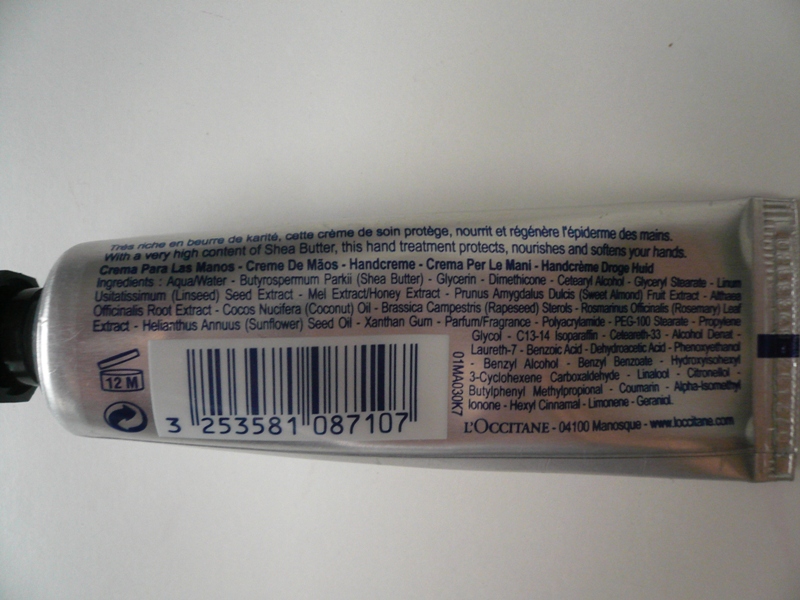 Très riche en beurre de karité, cette crème de soin protège, nourrit et régénère l'épiderme des mains.
With a very high content of Shea Butter, this hand treatment protects, nourishes and softens your hands.
Crema Para Las Manos - Creme De Mãos - Handcreme - Crema Per Le Mani - Handcrème Droge Huid
Ingredients : Aqua/Water - Butyrospermum Parkii (Shea Butter) - Glycerin - Dimethicone - Cetearyl Alcohol - Glyceryl Stearate - Linum
Usitatissimum (Linseed) Seed Extract - Mel Extract/Honey Extract - Prunus Amygdalus Dulcis (Sweet Almond) Fruit Extract - Althaea
Officinalis Root Extract - Cocos Nucifera (Coconut) Oil - Brassica Campestris (Rapeseed) Sterols - Rosmarinus Officinalis (Rosemary) Leaf
Extract - Helianthus Annuus (Sunflower) Seed Oil - Xanthan Gum - Parfum/Fragrance - Polyacrylamide - PEG-100 Stearate - Propylene
Glycol - C13-14 Isoparaffin - Ceteareth-33 - Alcohol Denat -
Laureth-7 - Benzoic Acid - Dehydroacetic Acid - Phenoxyethanol
- Benzyl Alcohol - Benzyl Benzoate - Hydroxyisohexyl
3-Cyclohexene Carboxaldehyde - Linalool - Citronellol -
Butylphenyl Methylpropional - Coumarin - Alpha-Isomethyl
Ionone - Hexyl Cinnamal - Limonene - Geraniol.
L'OCCITANE - 04100 Manosque - www.loccitane.com
12 M
3 253581 087107
01MA030K7